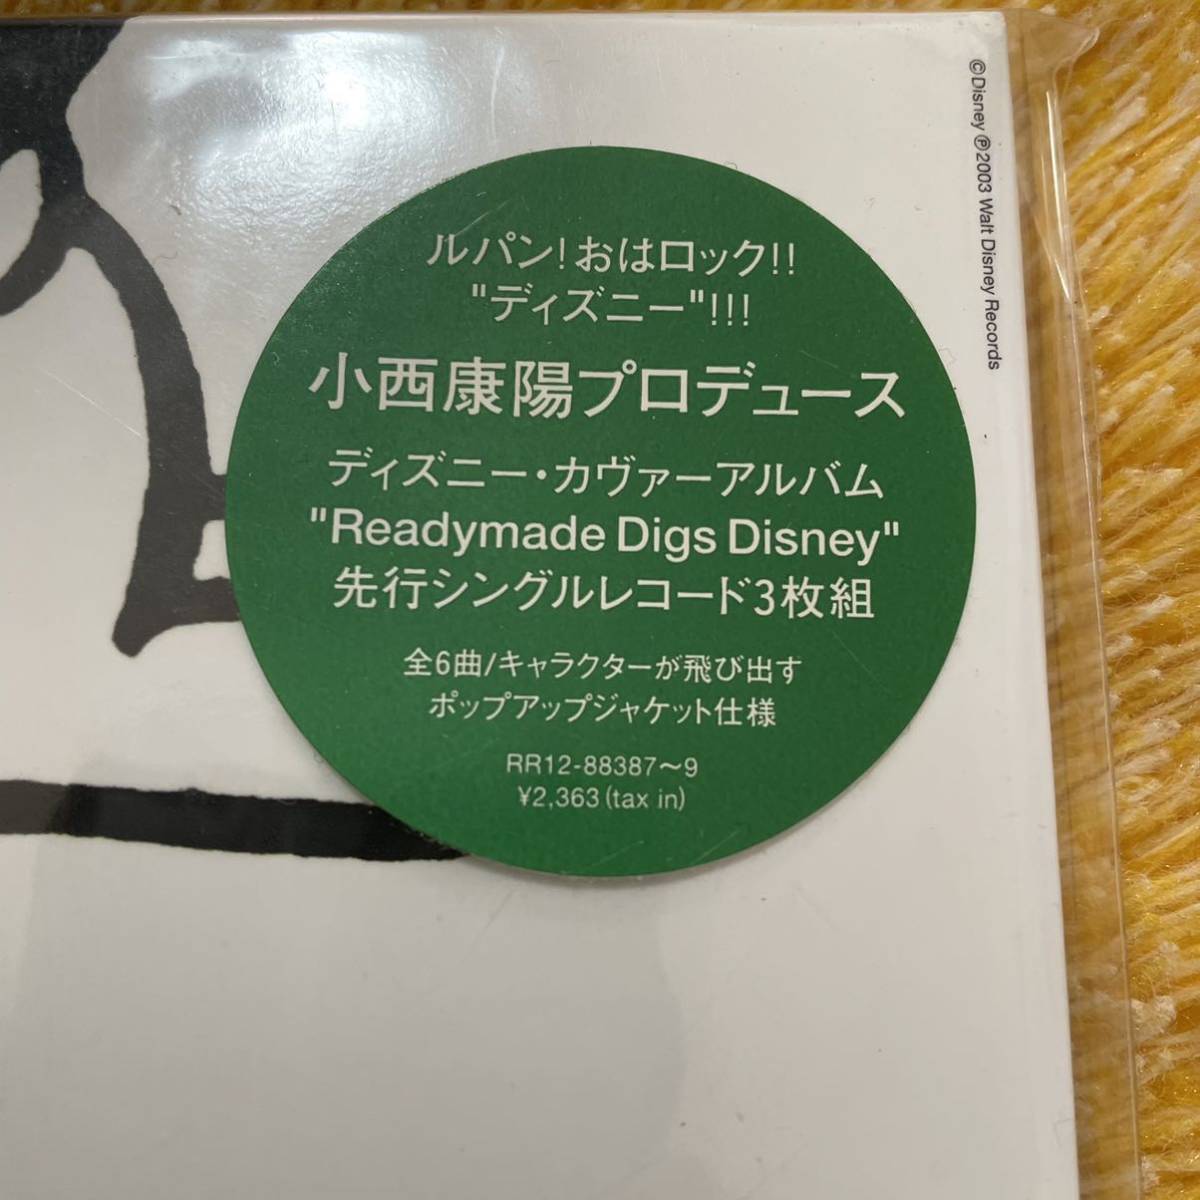 ルパン!おはロック!!
"ディズニー"!!!
小西康陽プロデュース
ディズニー・カヴァーアルバム
"Readymade Digs Disney"
先行シングルレコード3枚組
全6曲/キャラクターが飛び出す
ポップアップジャケット仕様
RR12-88387〜9
¥2,363(tax in)
©Disney ℗2003 Walt Disney Records